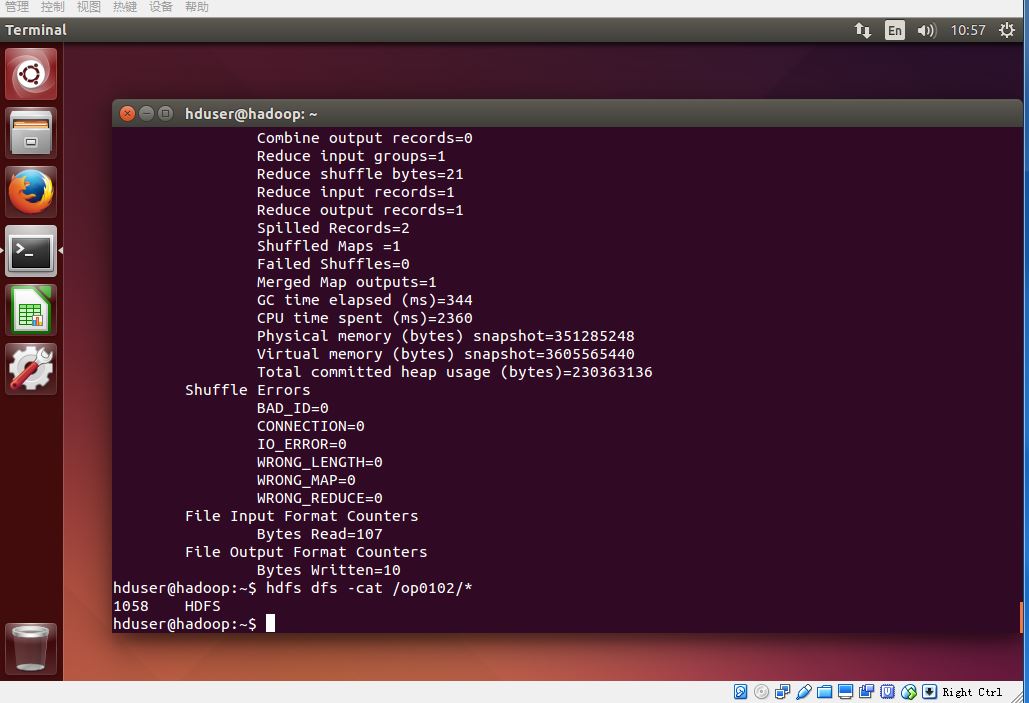 管理 控制 视图 热键 设备 帮助
Terminal En 10:57
hduser@hadoop: ~
Combine output records=0
Reduce input groups=1
Reduce shuffle bytes=21
Reduce input records=1
Reduce output records=1
Spilled Records=2
Shuffled Maps =1
Failed Shuffles=0
Merged Map outputs=1
GC time elapsed (ms)=344
CPU time spent (ms)=2360
Physical memory (bytes) snapshot=351285248
Virtual memory (bytes) snapshot=3605565440
Total committed heap usage (bytes)=230363136
Shuffle Errors
BAD_ID=0
CONNECTION=0
IO_ERROR=0
WRONG_LENGTH=0
WRONG_MAP=0
WRONG_REDUCE=0
File Input Format Counters
Bytes Read=107
File Output Format Counters
Bytes Written=10
hduser@hadoop:~$ hdfs dfs -cat /op0102/*
1058 HDFS
hduser@hadoop:~$
Right Ctrl